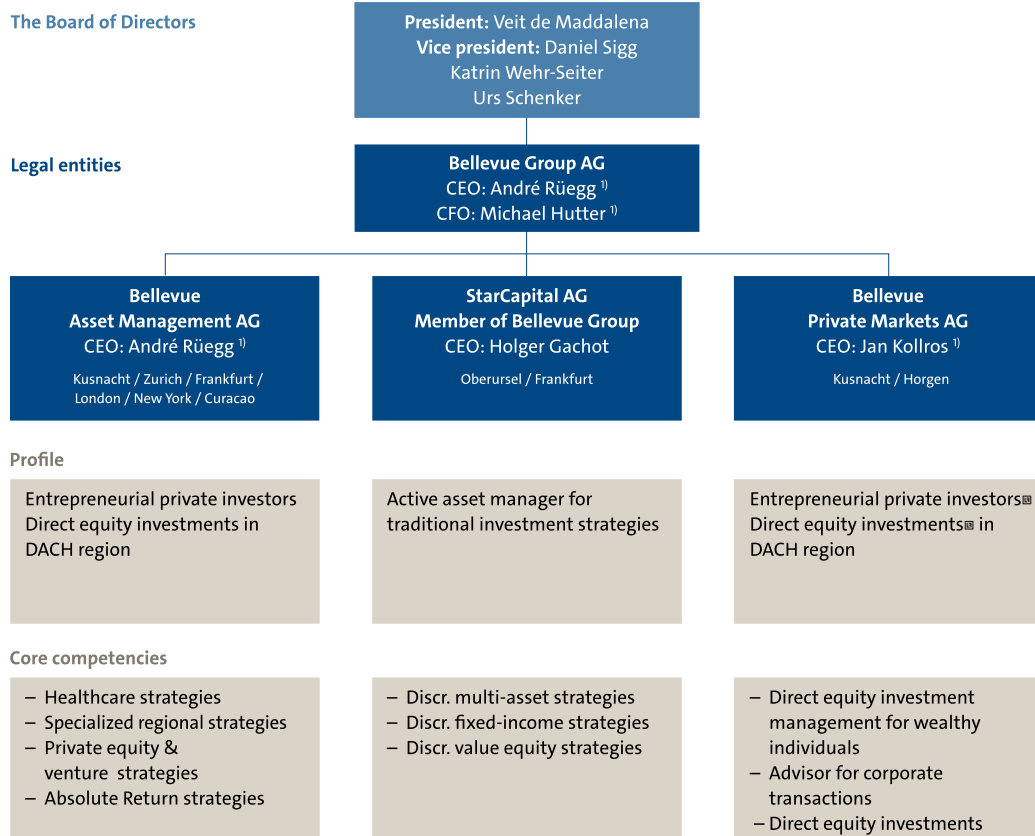 The Board of Directors
President: Veit de Maddalena
Vice president: Daniel Sigg
Katrin Wehr-Seiter
Urs Schenker
Legal entities
Bellevue Group AG
CEO: André Rüegg 1)
CFO: Michael Hutter 1)
Bellevue
Asset Management AG
CEO: André Rüegg 1)
Kusnacht / Zurich / Frankfurt /
London / New York / Curacao
StarCapital AG
Member of Bellevue Group
CEO: Holger Gachot
Oberursel / Frankfurt
Bellevue
Private Markets AG
CEO: Jan Kollros 1)
Kusnacht / Horgen
Profile
Entrepreneurial private investors
Direct equity investments in
DACH region
Active asset manager for
traditional investment strategies
Entrepreneurial private investors
Direct equity investments in
DACH region
Core competencies
– Healthcare strategies
– Specialized regional strategies
– Private equity &
venture strategies
– Absolute Return strategies
– Discr. multi-asset strategies
– Discr. fixed-income strategies
– Discr. value equity strategies
– Direct equity investment
management for wealthy
individuals
– Advisor for corporate
transactions
– Direct equity investments